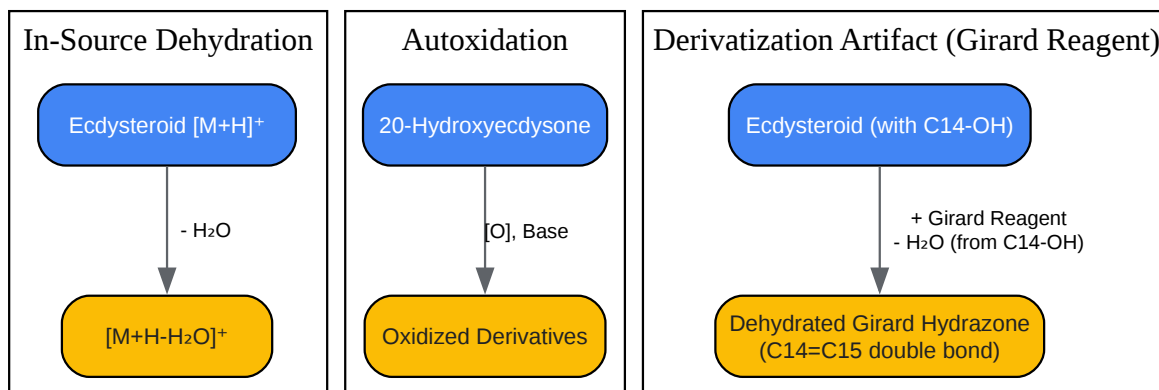 In-Source Dehydration
Ecdysteroid [M+H]⁺
- H₂O
[M+H-H₂O]⁺
Autoxidation
20-Hydroxyecdysone
[O], Base
Oxidized Derivatives
Derivatization Artifact (Girard Reagent)
Ecdysteroid (with C14-OH)
+ Girard Reagent
- H₂O (from C14-OH)
Dehydrated Girard Hydrazone
(C14=C15 double bond)